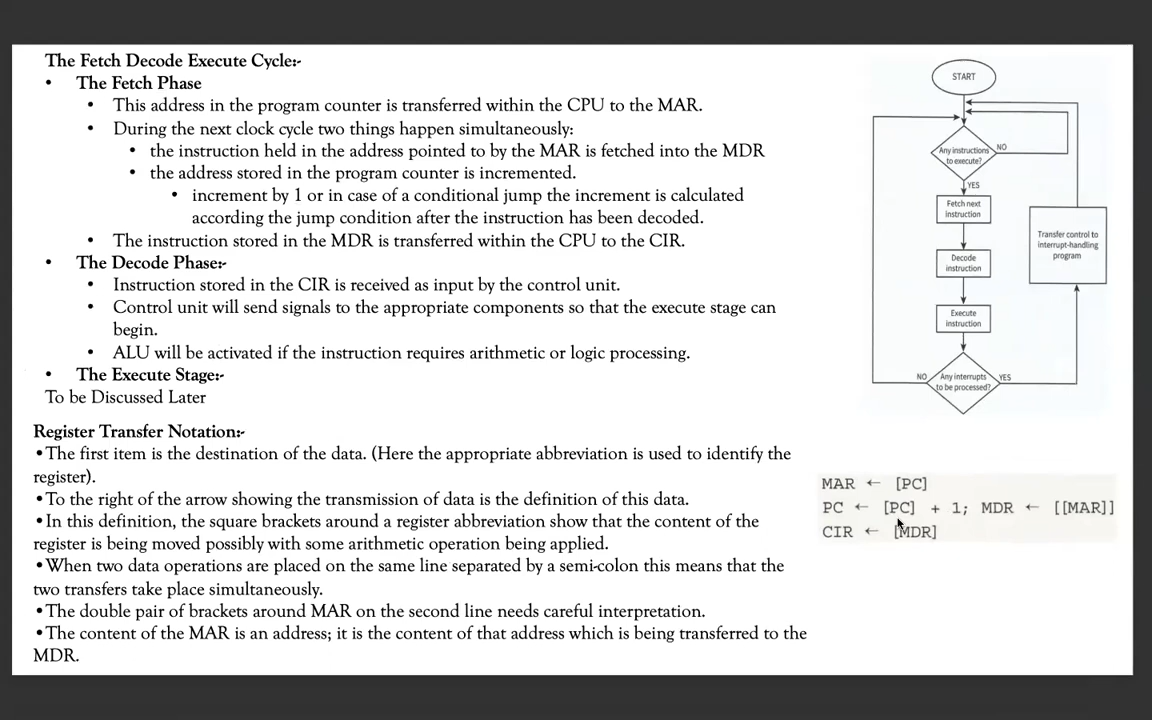 The Fetch Decode Execute Cycle:-
• The Fetch Phase
• This address in the program counter is transferred within the CPU to the MAR.
• During the next clock cycle two things happen simultaneously:
• the instruction held in the address pointed to by the MAR is fetched into the MDR
• the address stored in the program counter is incremented.
• increment by 1 or in case of a conditional jump the increment is calculated
according the jump condition after the instruction has been decoded.
• The instruction stored in the MDR is transferred within the CPU to the CIR.
• The Decode Phase:-
• Instruction stored in the CIR is received as input by the control unit.
• Control unit will send signals to the appropriate components so that the execute stage can
begin.
• ALU will be activated if the instruction requires arithmetic or logic processing.
• The Execute Stage:-
To be Discussed Later
Register Transfer Notation:-
•The first item is the destination of the data. (Here the appropriate abbreviation is used to identify the
register).
•To the right of the arrow showing the transmission of data is the definition of this data.
•In this definition, the square brackets around a register abbreviation show that the content of the
register is being moved possibly with some arithmetic operation being applied.
•When two data operations are placed on the same line separated by a semi-colon this means that the
two transfers take place simultaneously.
•The double pair of brackets around MAR on the second line needs careful interpretation.
•The content of the MAR is an address; it is the content of that address which is being transferred to the
MDR.
START
Any instructions
to execute?
NO
YES
Fetch next
instruction
Decode
instruction
Execute
instruction
Any interrupts
to be processed?
NO
YES
Transfer control to
interrupt-handling
program
MAR ← [PC]
PC ← [PC] + 1; MDR ← [[MAR]]
CIR ← [MDR]